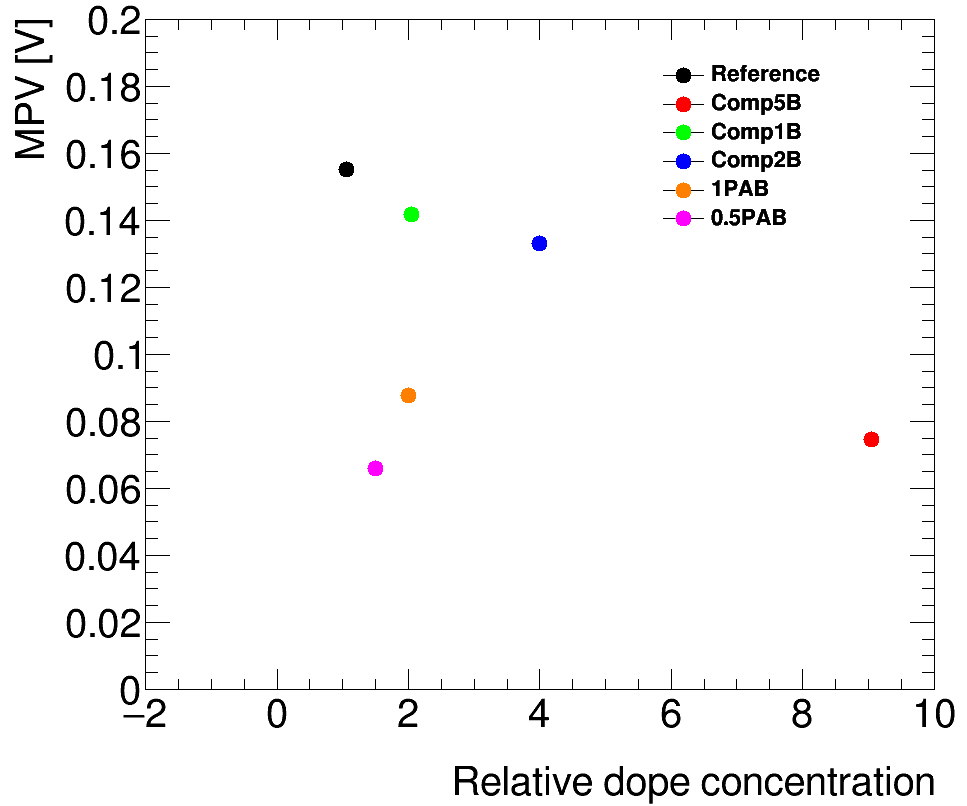 MPV [V]
0.2
0.18
0.16
0.14
0.12
0.1
0.08
0.06
0.04
0.02
0
Reference
Comp5B
Comp1B
Comp2B
1PAB
0.5PAB
−2 0 2 4 6 8 10
Relative dope concentration